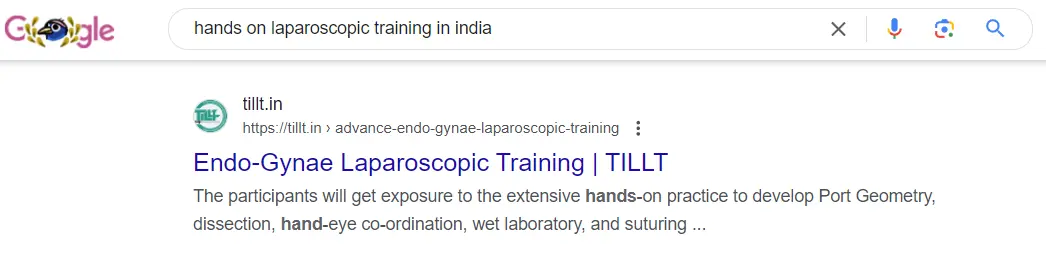 Google
hands on laparoscopic training in india
TILLT
tillt.in
https://tillt.in › advance-endo-gynae-laparoscopic-training
Endo-Gynae Laparoscopic Training | TILLT
The participants will get exposure to the extensive hands-on practice to develop Port Geometry,
dissection, hand-eye co-ordination, wet laboratory, and suturing ...